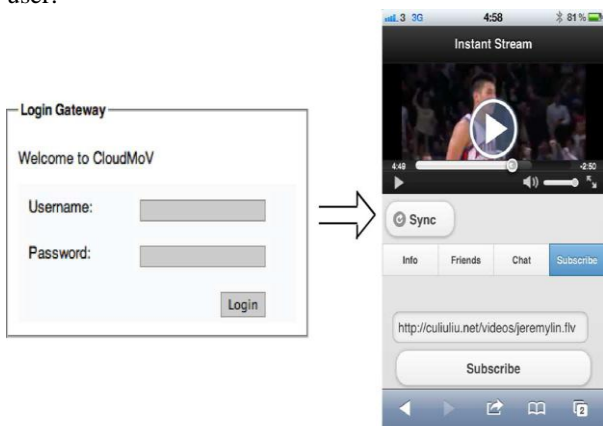 user.
Login Gateway
Welcome to CloudMoV
Username:
Password:
Login
3 3G 4:58 81%
Instant Stream
4:49 -2:50
Sync
Info Friends Chat Subscribe
http://culiuliu.net/videos/jeremylin.flv
Subscribe
2